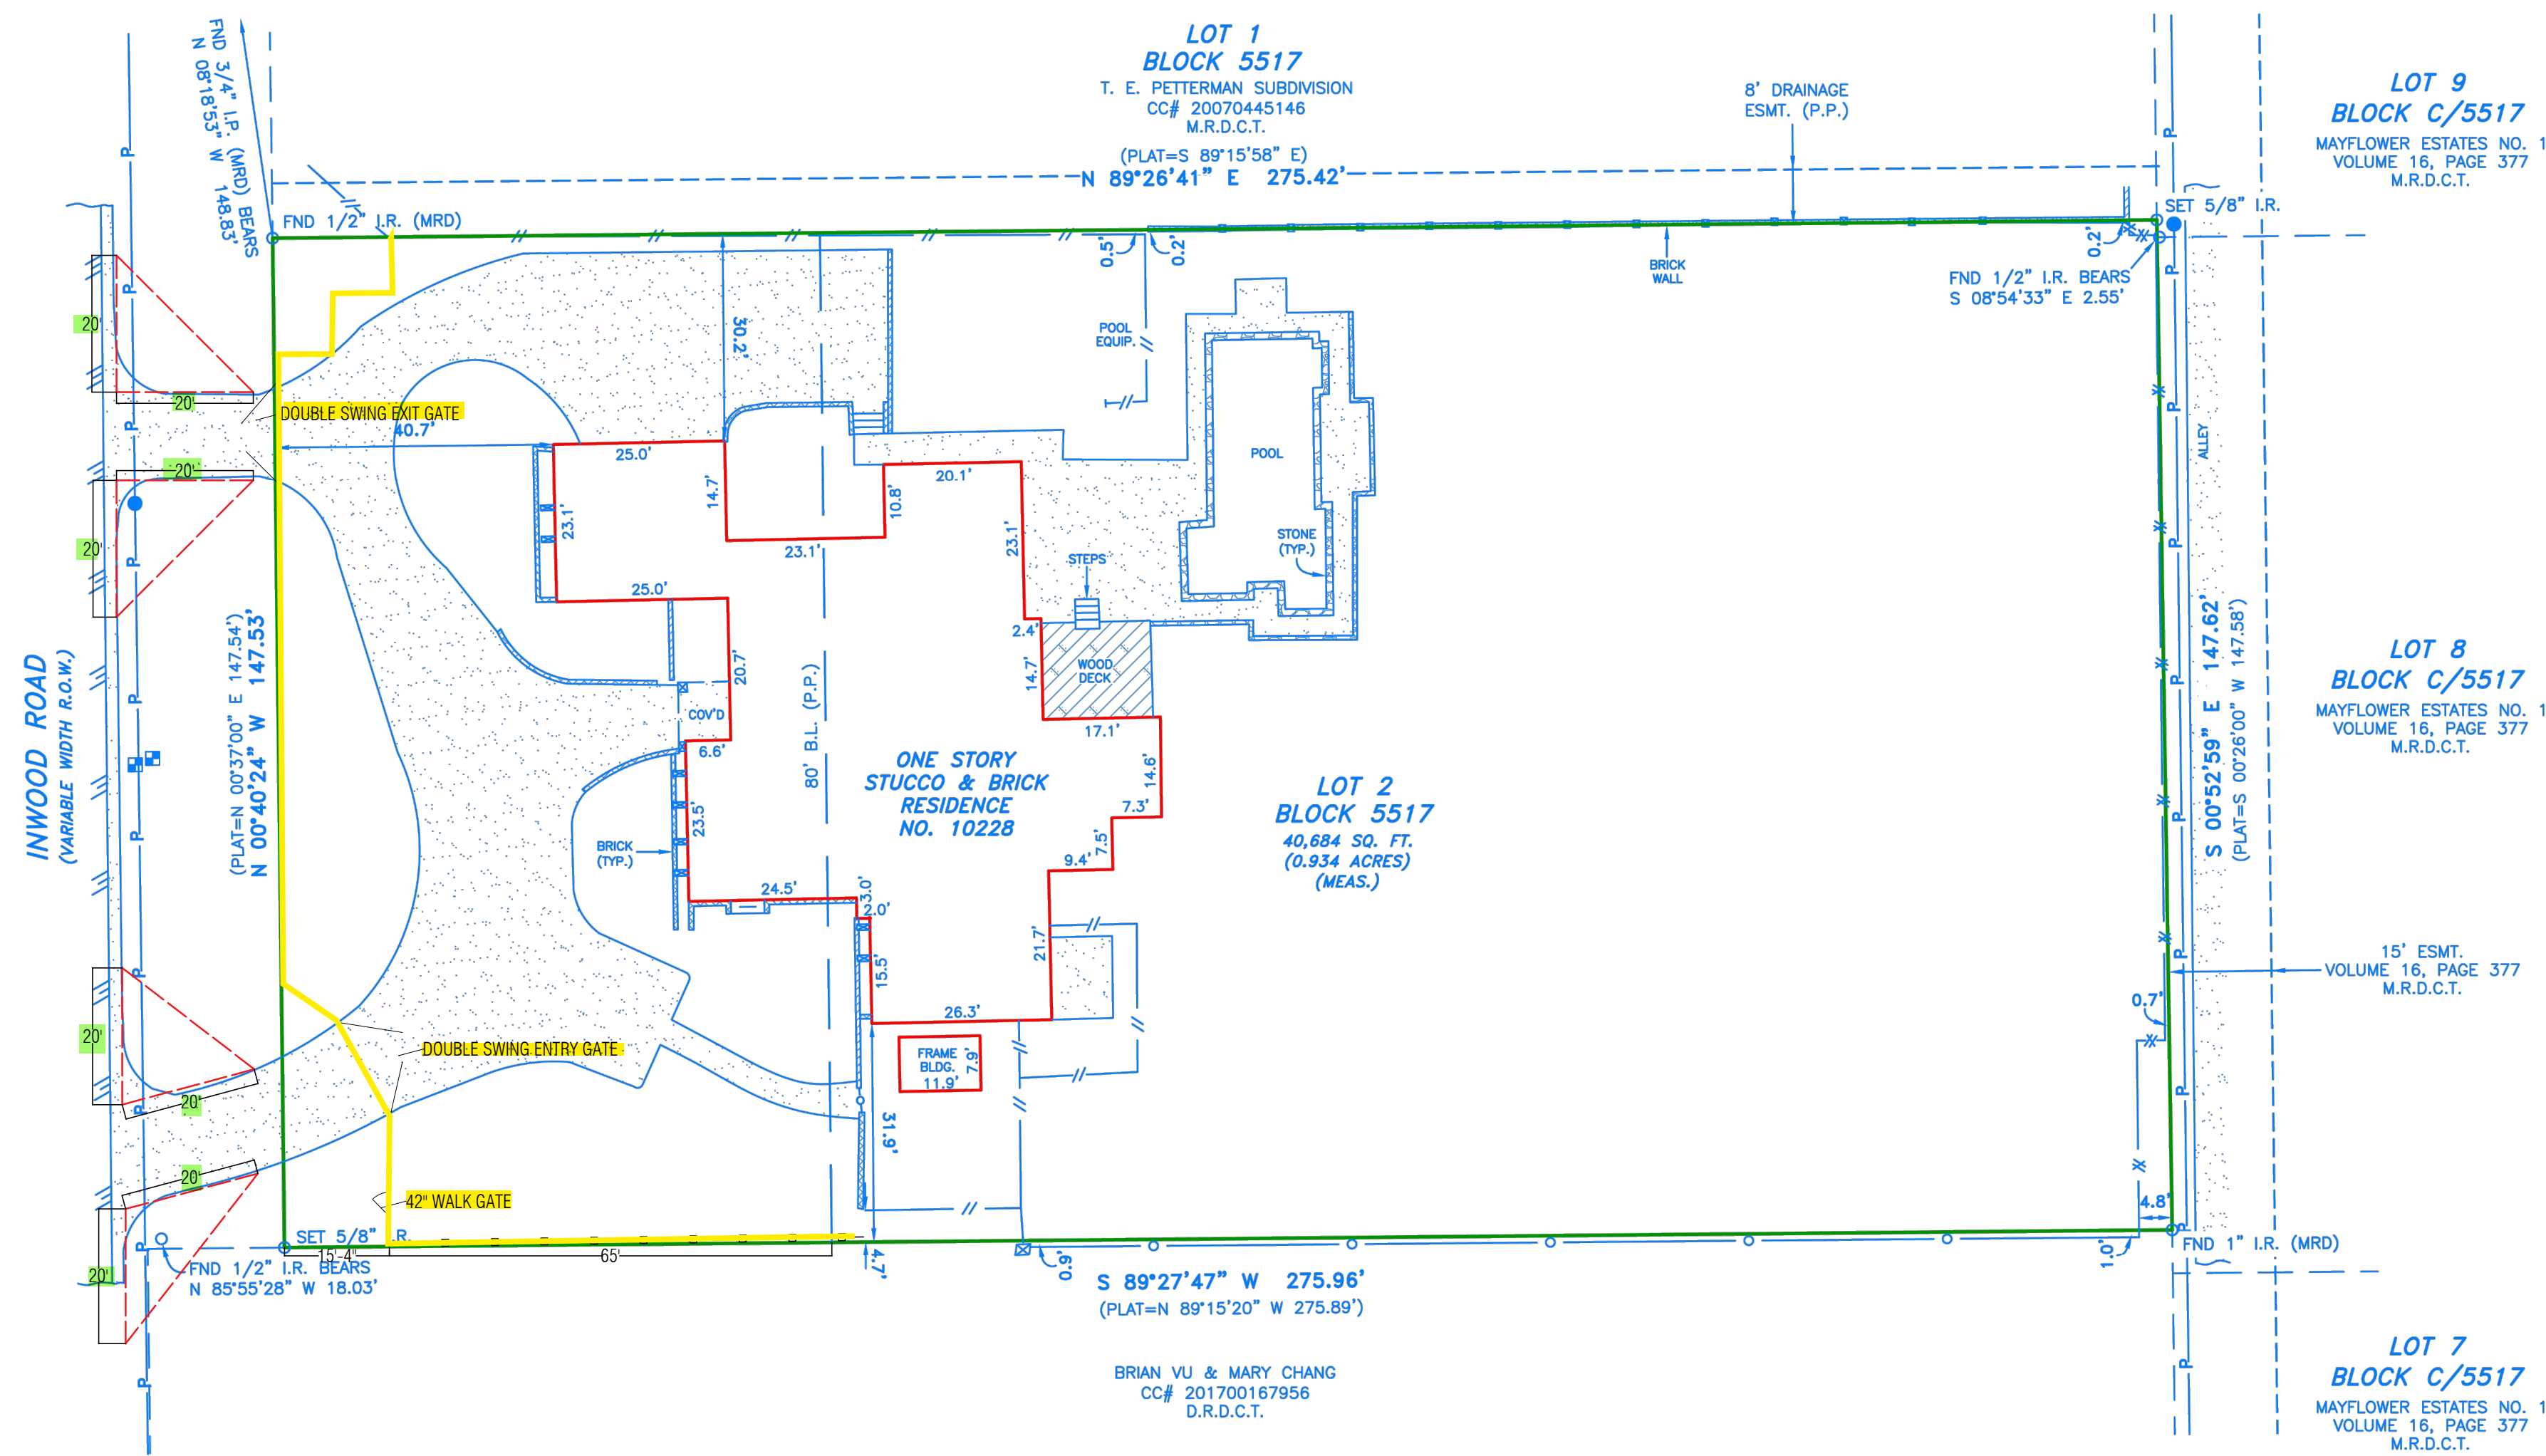 LOT 1
BLOCK 5517
T. E. PETTERMAN SUBDIVISION
CC# 20070445146
M.R.D.C.T.
(PLAT=S 89°15'58" E)
N 89°26'41" E 275.42'
8' DRAINAGE
ESMT. (P.P.)
LOT 9
BLOCK C/5517
MAYFLOWER ESTATES NO. 1
VOLUME 16, PAGE 377
M.R.D.C.T.
FND 3/4" I.P. (MRD) BEARS
N 08°18'53" W 148.83'
FND 1/2" I.R. (MRD)
SET 5/8" I.R.
0.5'
0.2'
BRICK
WALL
0.2'
FND 1/2" I.R. BEARS
S 08°54'33" E 2.55'
20'
20'
DOUBLE SWING EXIT GATE
40.7'
30.2'
POOL
EQUIP.
POOL
ALLEY
20'
20'
25.0'
14.7'
20.1'
10.8'
23.1'
23.1'
23.1'
STONE
(TYP.)
STEPS
25.0'
2.4'
20.7'
14.7'
WOOD
DECK
17.1'
COV'D
6.6'
80' B.L. (P.P.)
INWOOD ROAD
(VARIABLE WIDTH R.O.W.)
(PLAT=N 00°37'00" E 147.54')
N 00°40'24" W 147.53'
ONE STORY
STUCCO & BRICK
RESIDENCE
NO. 10228
14.6'
7.3'
7.5'
9.4'
LOT 2
BLOCK 5517
40,684 SQ. FT.
(0.934 ACRES)
(MEAS.)
S 00°52'59" E 147.62'
(PLAT=S 00°26'00" W 147.58')
LOT 8
BLOCK C/5517
MAYFLOWER ESTATES NO. 1
VOLUME 16, PAGE 377
M.R.D.C.T.
BRICK
(TYP.)
23.5'
24.5'
3.0'
2.0'
15.5'
21.7'
26.3'
15' ESMT.
VOLUME 16, PAGE 377
M.R.D.C.T.
0.7'
20'
DOUBLE SWING ENTRY GATE
FRAME
BLDG.
11.9'
7.9'
20'
31.9'
20'
42" WALK GATE
4.8'
SET 5/8" I.R.
15'-4"
65'
4.7'
0.6'
1.0'
FND 1" I.R. (MRD)
20'
FND 1/2" I.R. BEARS
N 85°55'28" W 18.03'
S 89°27'47" W 275.96'
(PLAT=N 89°15'20" W 275.89')
BRIAN VU & MARY CHANG
CC# 201700167956
D.R.D.C.T.
LOT 7
BLOCK C/5517
MAYFLOWER ESTATES NO. 1
VOLUME 16, PAGE 377
M.R.D.C.T.